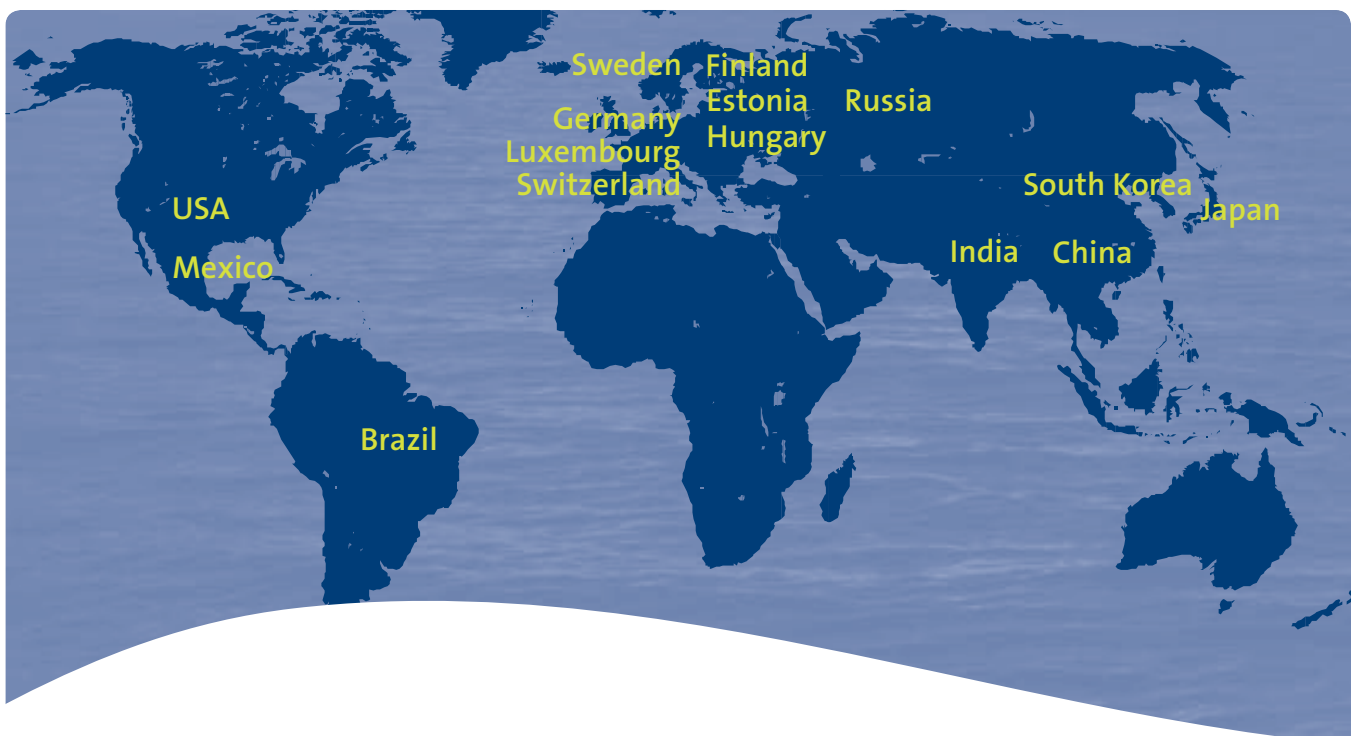 Sweden
Finland
Estonia
Russia
Germany
Hungary
Luxembourg
Switzerland
South Korea
USA
Japan
India
China
Mexico
Brazil